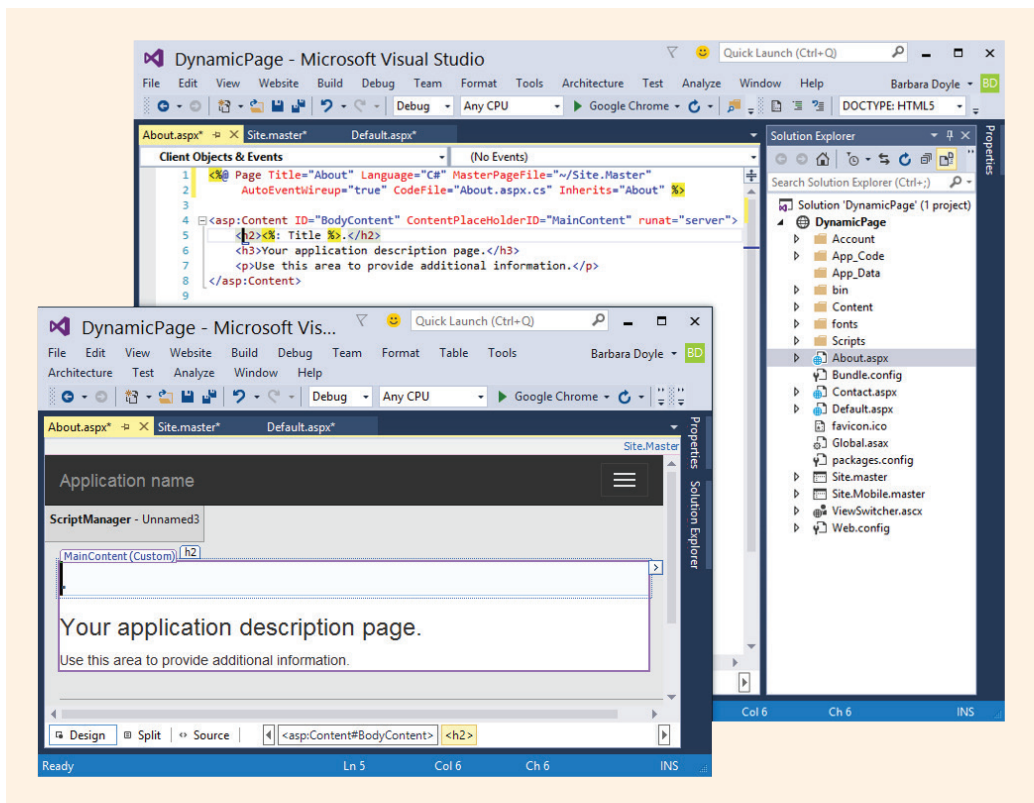 DynamicPage - Microsoft Visual Studio
Quick Launch (Ctrl+Q)
File Edit View Website Build Debug Team Format Tools Architecture Test Analyze Window Help Barbara Doyle BD
Debug Any CPU Google Chrome DOCTYPE: HTML5
About.aspx* Site.master* Default.aspx*
Client Objects & Events (No Events)
1 <%@ Page Title="About" Language="C#" MasterPageFile="~/Site.Master"
2 AutoEventWireup="true" CodeFile="About.aspx.cs" Inherits="About" %>
3
4 <asp:Content ID="BodyContent" ContentPlaceHolderID="MainContent" runat="server">
5 <h2><%: Title %>.</h2>
6 <h3>Your application description page.</h3>
7 <p>Use this area to provide additional information.</p>
8 </asp:Content>
9
Col 6 Ch 6 INS
Solution Explorer
Search Solution Explorer (Ctrl+;)
Solution 'DynamicPage' (1 project)
DynamicPage
Account
App_Code
App_Data
bin
Content
fonts
Scripts
About.aspx
Bundle.config
Contact.aspx
Default.aspx
favicon.ico
Global.asax
packages.config
Site.master
Site.Mobile.master
ViewSwitcher.ascx
Web.config
Properties
DynamicPage - Microsoft Vis...
Quick Launch (Ctrl+Q)
File Edit View Website Build Debug Team Format Table Tools Barbara Doyle BD
Architecture Test Analyze Window Help
Debug Any CPU Google Chrome
About.aspx* Site.master* Default.aspx*
Site.Master
Application name
ScriptManager - Unnamed3
MainContent (Custom) h2
.
Your application description page.
Use this area to provide additional information.
Design Split Source <asp:Content#BodyContent> <h2>
Ready Ln 5 Col 6 Ch 6 INS
Properties
Solution Explorer